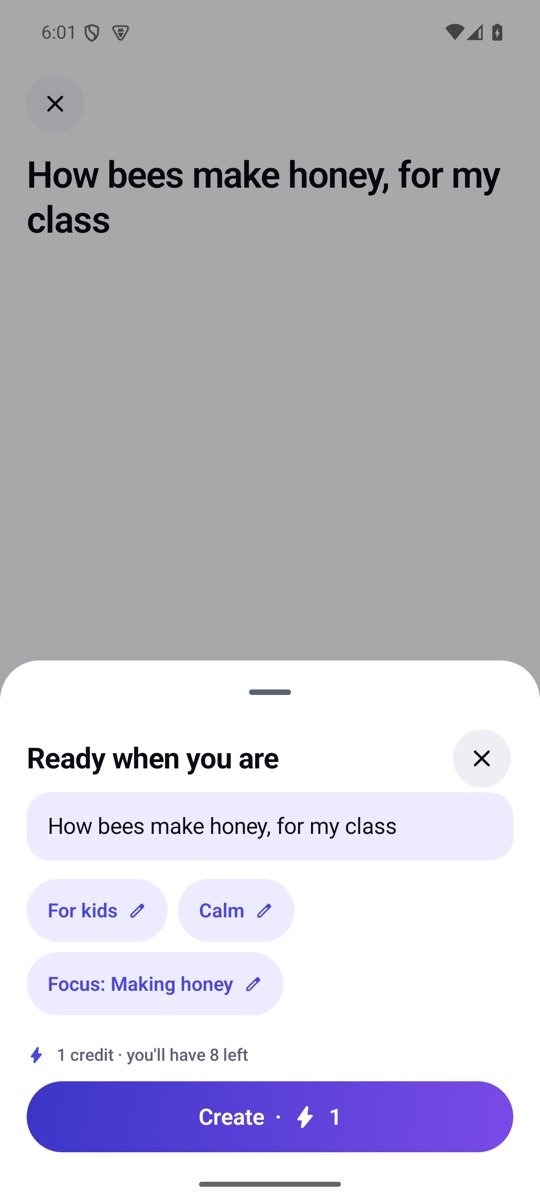 6:01
How bees make honey, for my
class
Ready when you are
How bees make honey, for my class
For kids
Calm
Focus: Making honey
1 credit · you'll have 8 left
Create · 1